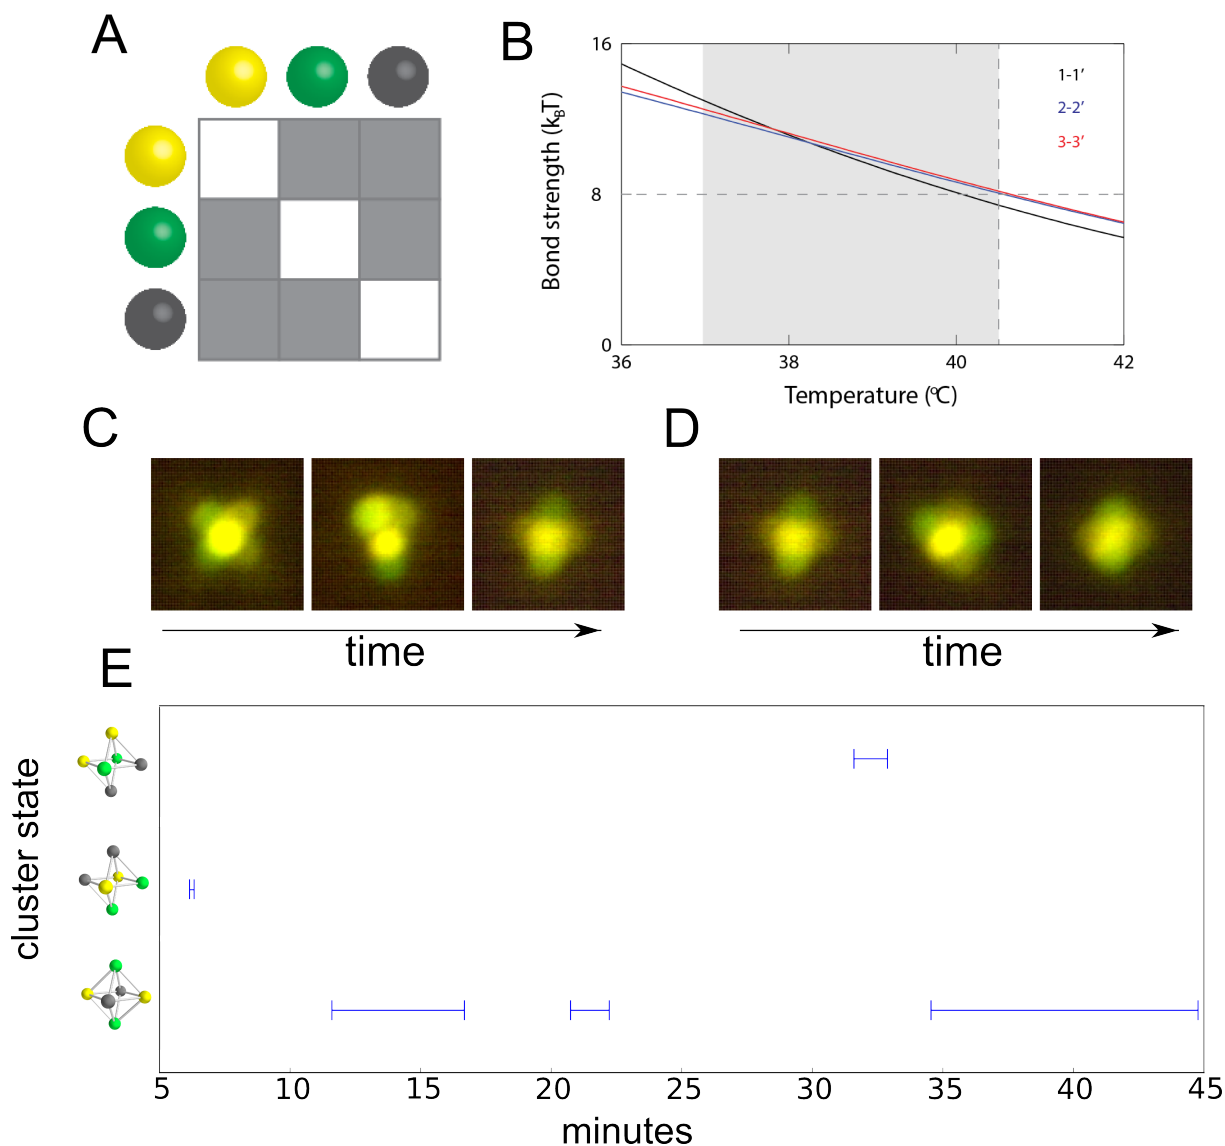 A
B
16
8
0
Bond strength (kBT)
1-1′
2-2′
3-3′
36
38
40
42
Temperature (ºC)
C
D
time
time
E
cluster state
5
10
15
20
25
30
35
40
45
minutes